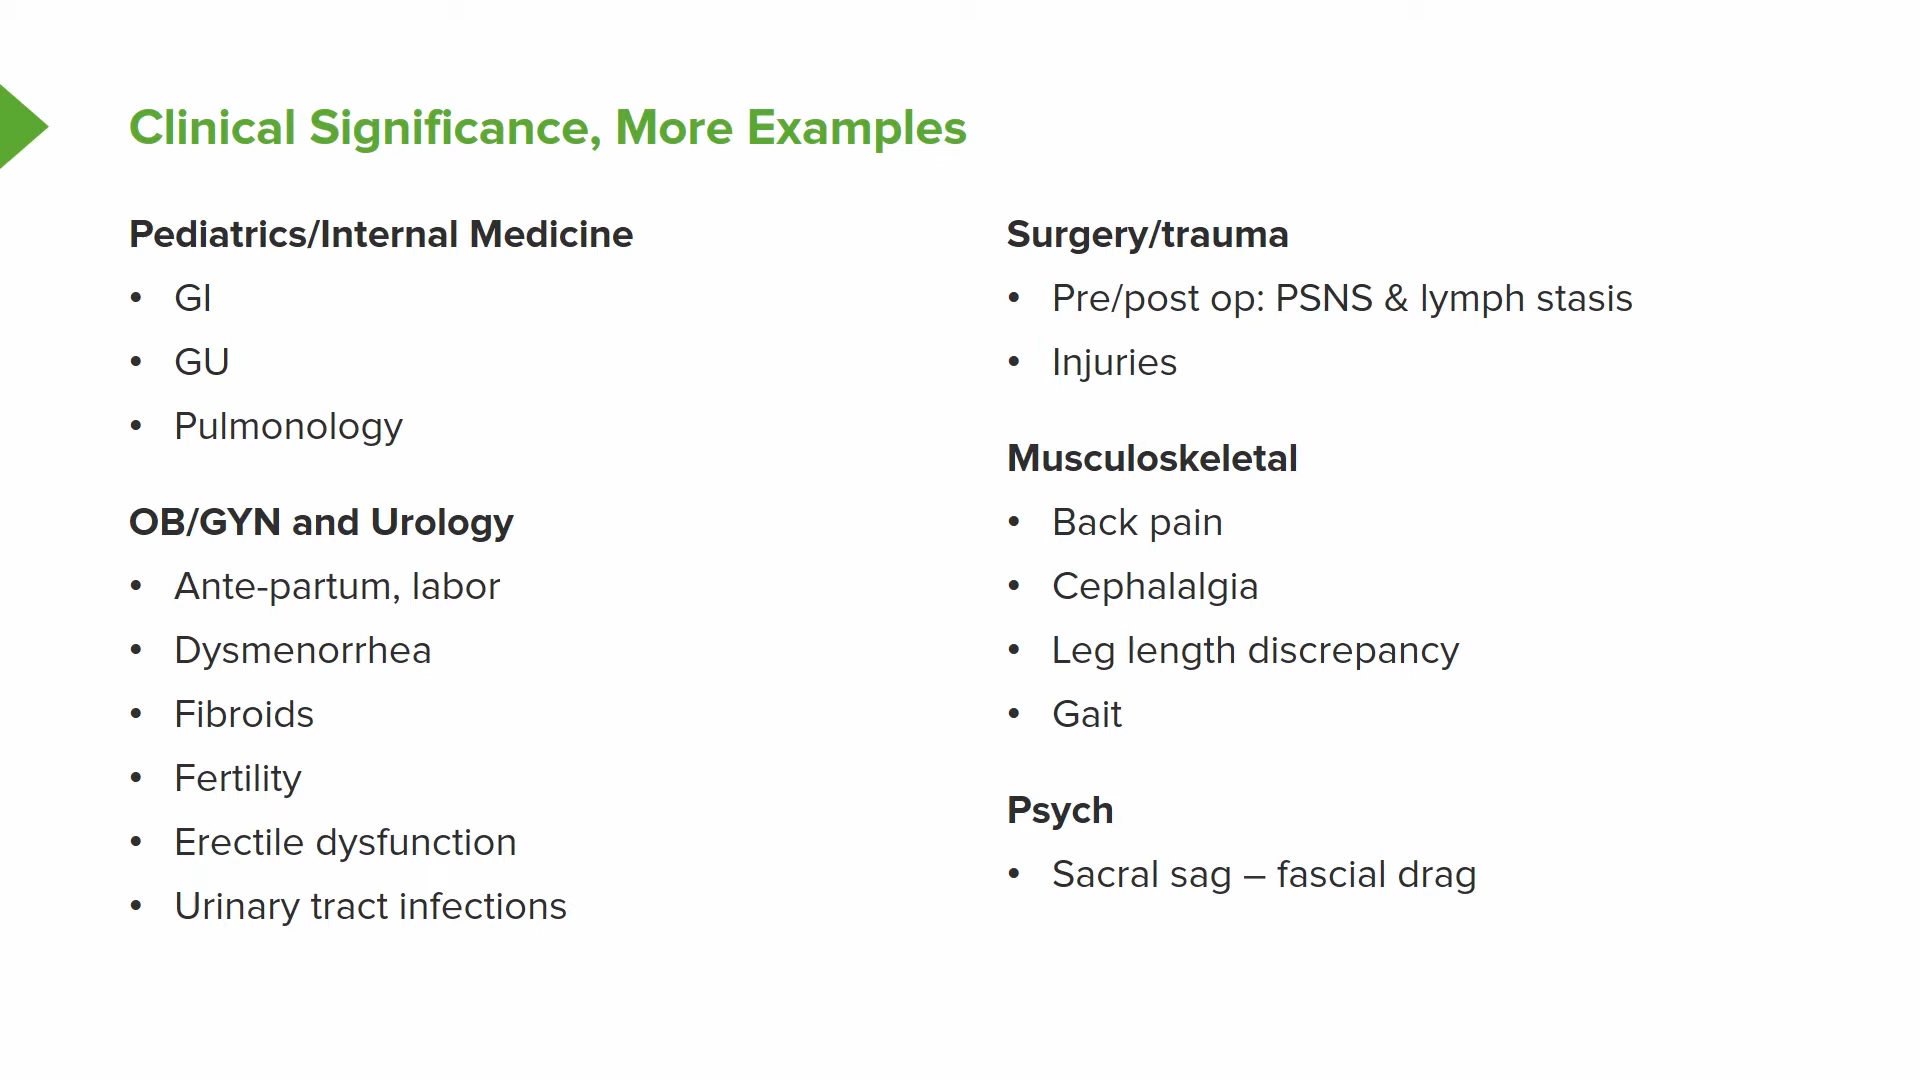 Clinical Significance, More Examples
Pediatrics/Internal Medicine
• GI
• GU
• Pulmonology
OB/GYN and Urology
• Ante-partum, labor
• Dysmenorrhea
• Fibroids
• Fertility
• Erectile dysfunction
• Urinary tract infections
Surgery/trauma
• Pre/post op: PSNS & lymph stasis
• Injuries
Musculoskeletal
• Back pain
• Cephalalgia
• Leg length discrepancy
• Gait
Psych
• Sacral sag – fascial drag